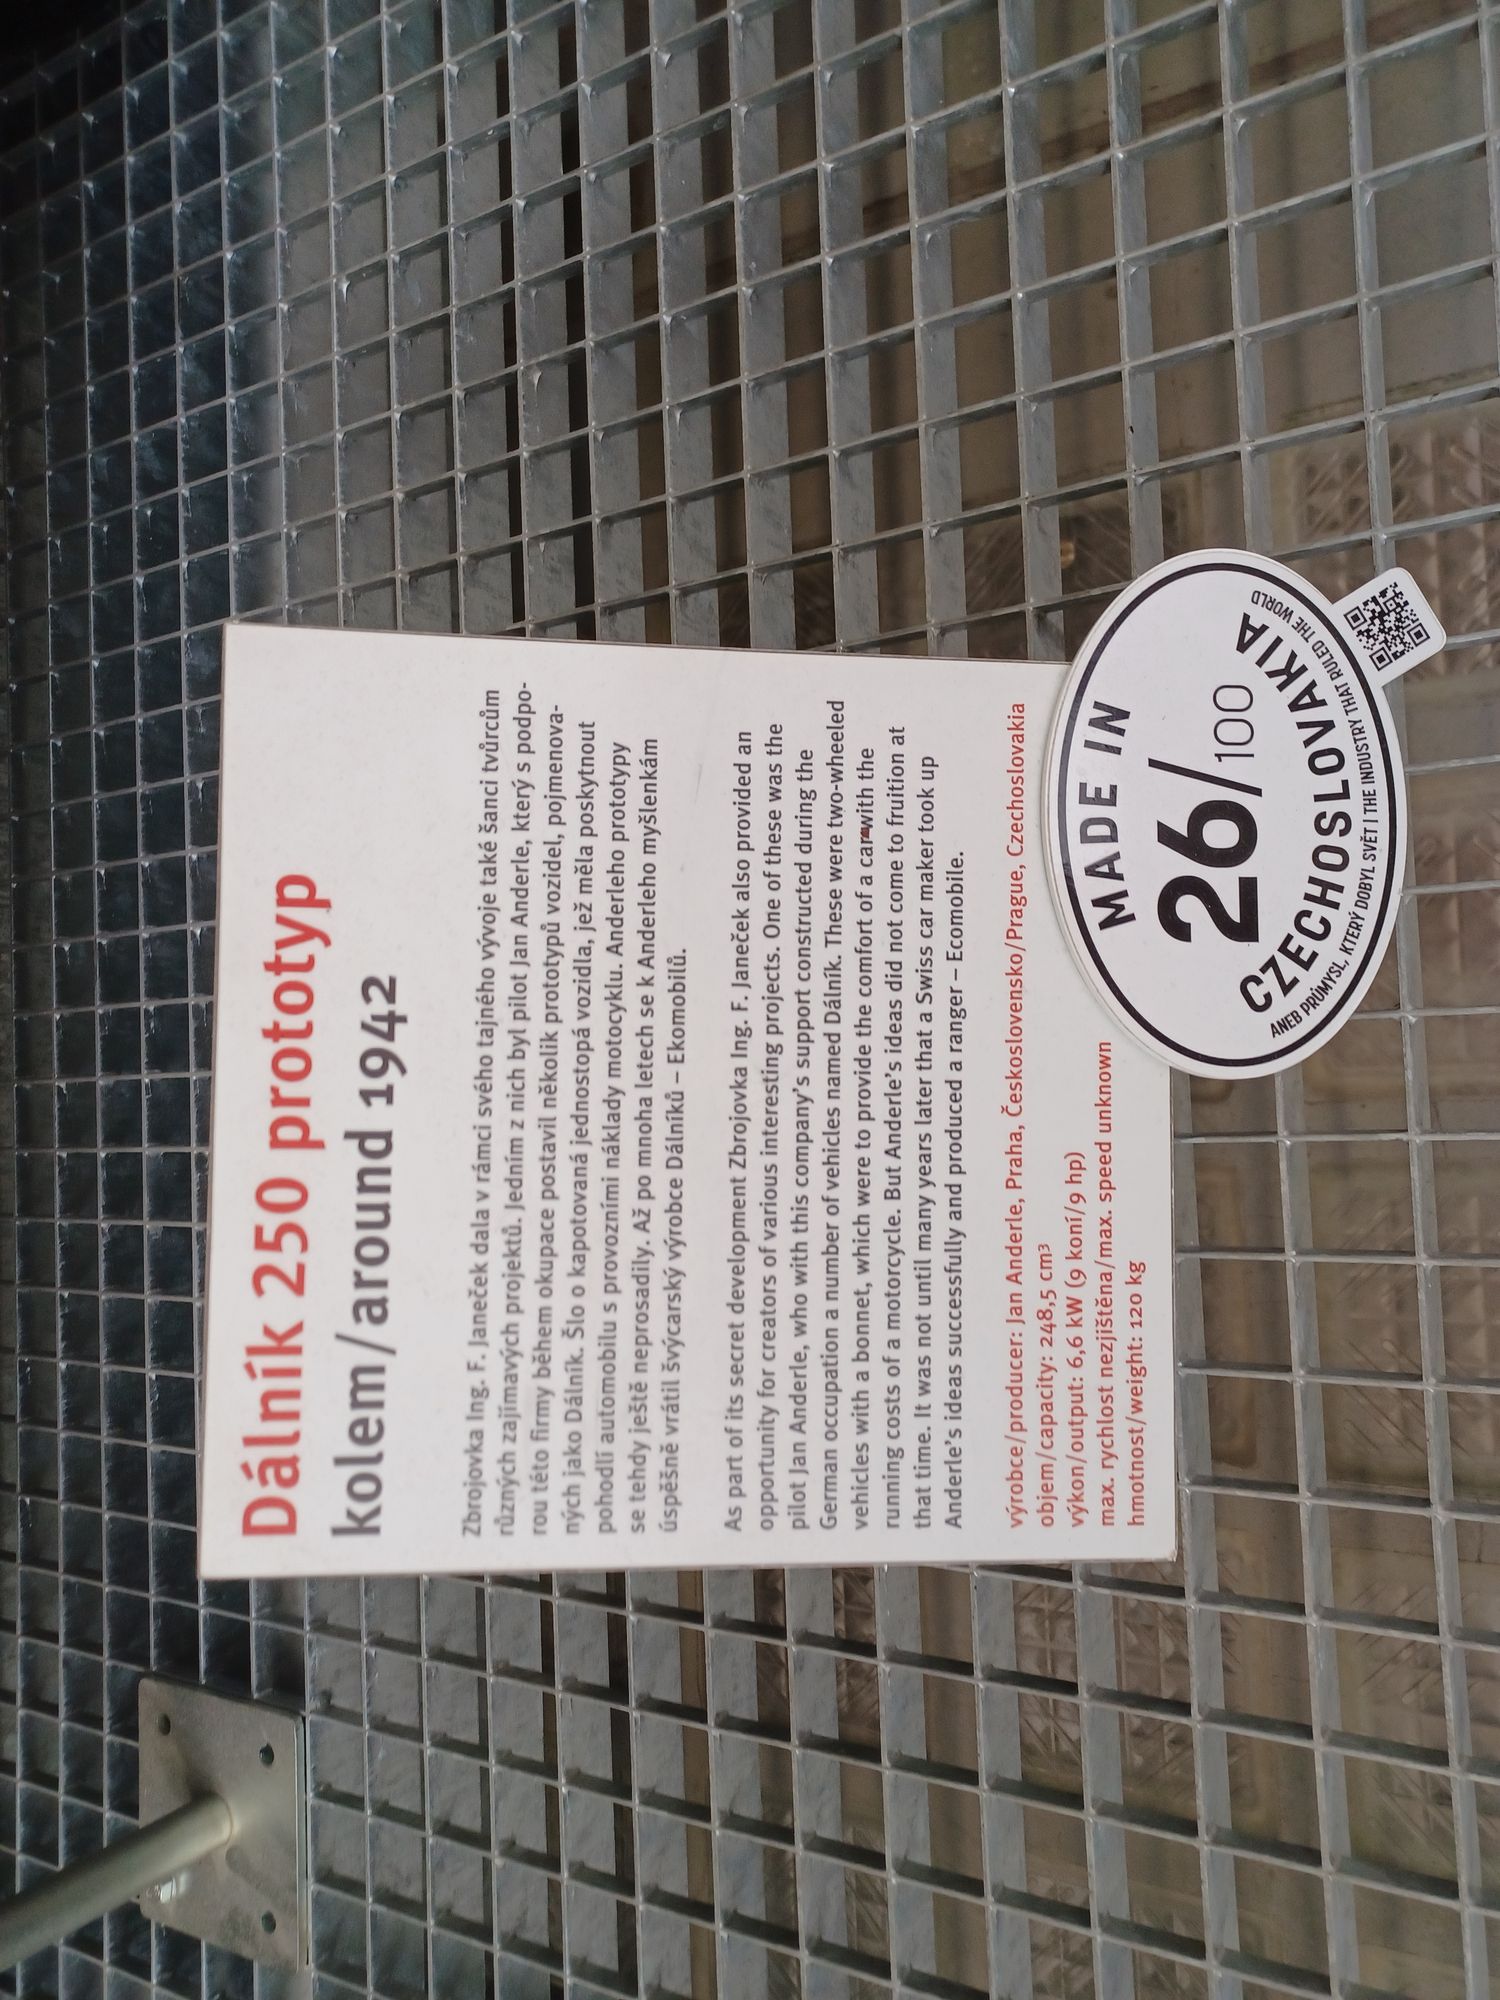 Dálník 250 prototyp
kolem/around 1942
Zbrojovka Ing. F. Janeček dala v rámci svého tajného vývoje také šanci tvůrcům
různých zajímavých projektů. Jedním z nich byl pilot Jan Anderle, který s podpo-
rou této firmy během okupace postavil několik prototypů vozidel, pojmenova-
ných jako Dálník. Šlo o kapotovaná jednostopá vozidla, jež měla poskytnout
pohodlí automobilu s provozními náklady motocyklu. Anderleho prototypy
se tehdy ještě neprosadily. Až po mnoha letech se k Anderleho myšlenkám
úspěšně vrátil švýcarský výrobce Dálníků – Ekomobilů.
As part of its secret development Zbrojovka Ing. F. Janeček also provided an
opportunity for creators of various interesting projects. One of these was the
pilot Jan Anderle, who with this company's support constructed during the
German occupation a number of vehicles named Dálník. These were two-wheeled
vehicles with a bonnet, which were to provide the comfort of a car with the
running costs of a motorcycle. But Anderle's ideas did not come to fruition at
that time. It was not until many years later that a Swiss car maker took up
Anderle's ideas successfully and produced a ranger – Ecomobile.
výrobce/producer: Jan Anderle, Praha, Československo/Prague, Czechoslovakia
objem/capacity: 248,5 cm³
výkon/output: 6,6 kW (9 koní/9 hp)
max. rychlost nezjištěna/max. speed unknown
hmotnost/weight: 120 kg
MADE IN
26/100
CZECHOSLOVAKIA
ANEB PRŮMYSL, KTERÝ DOBYL SVĚT | THE INDUSTRY THAT RULED THE WORLD